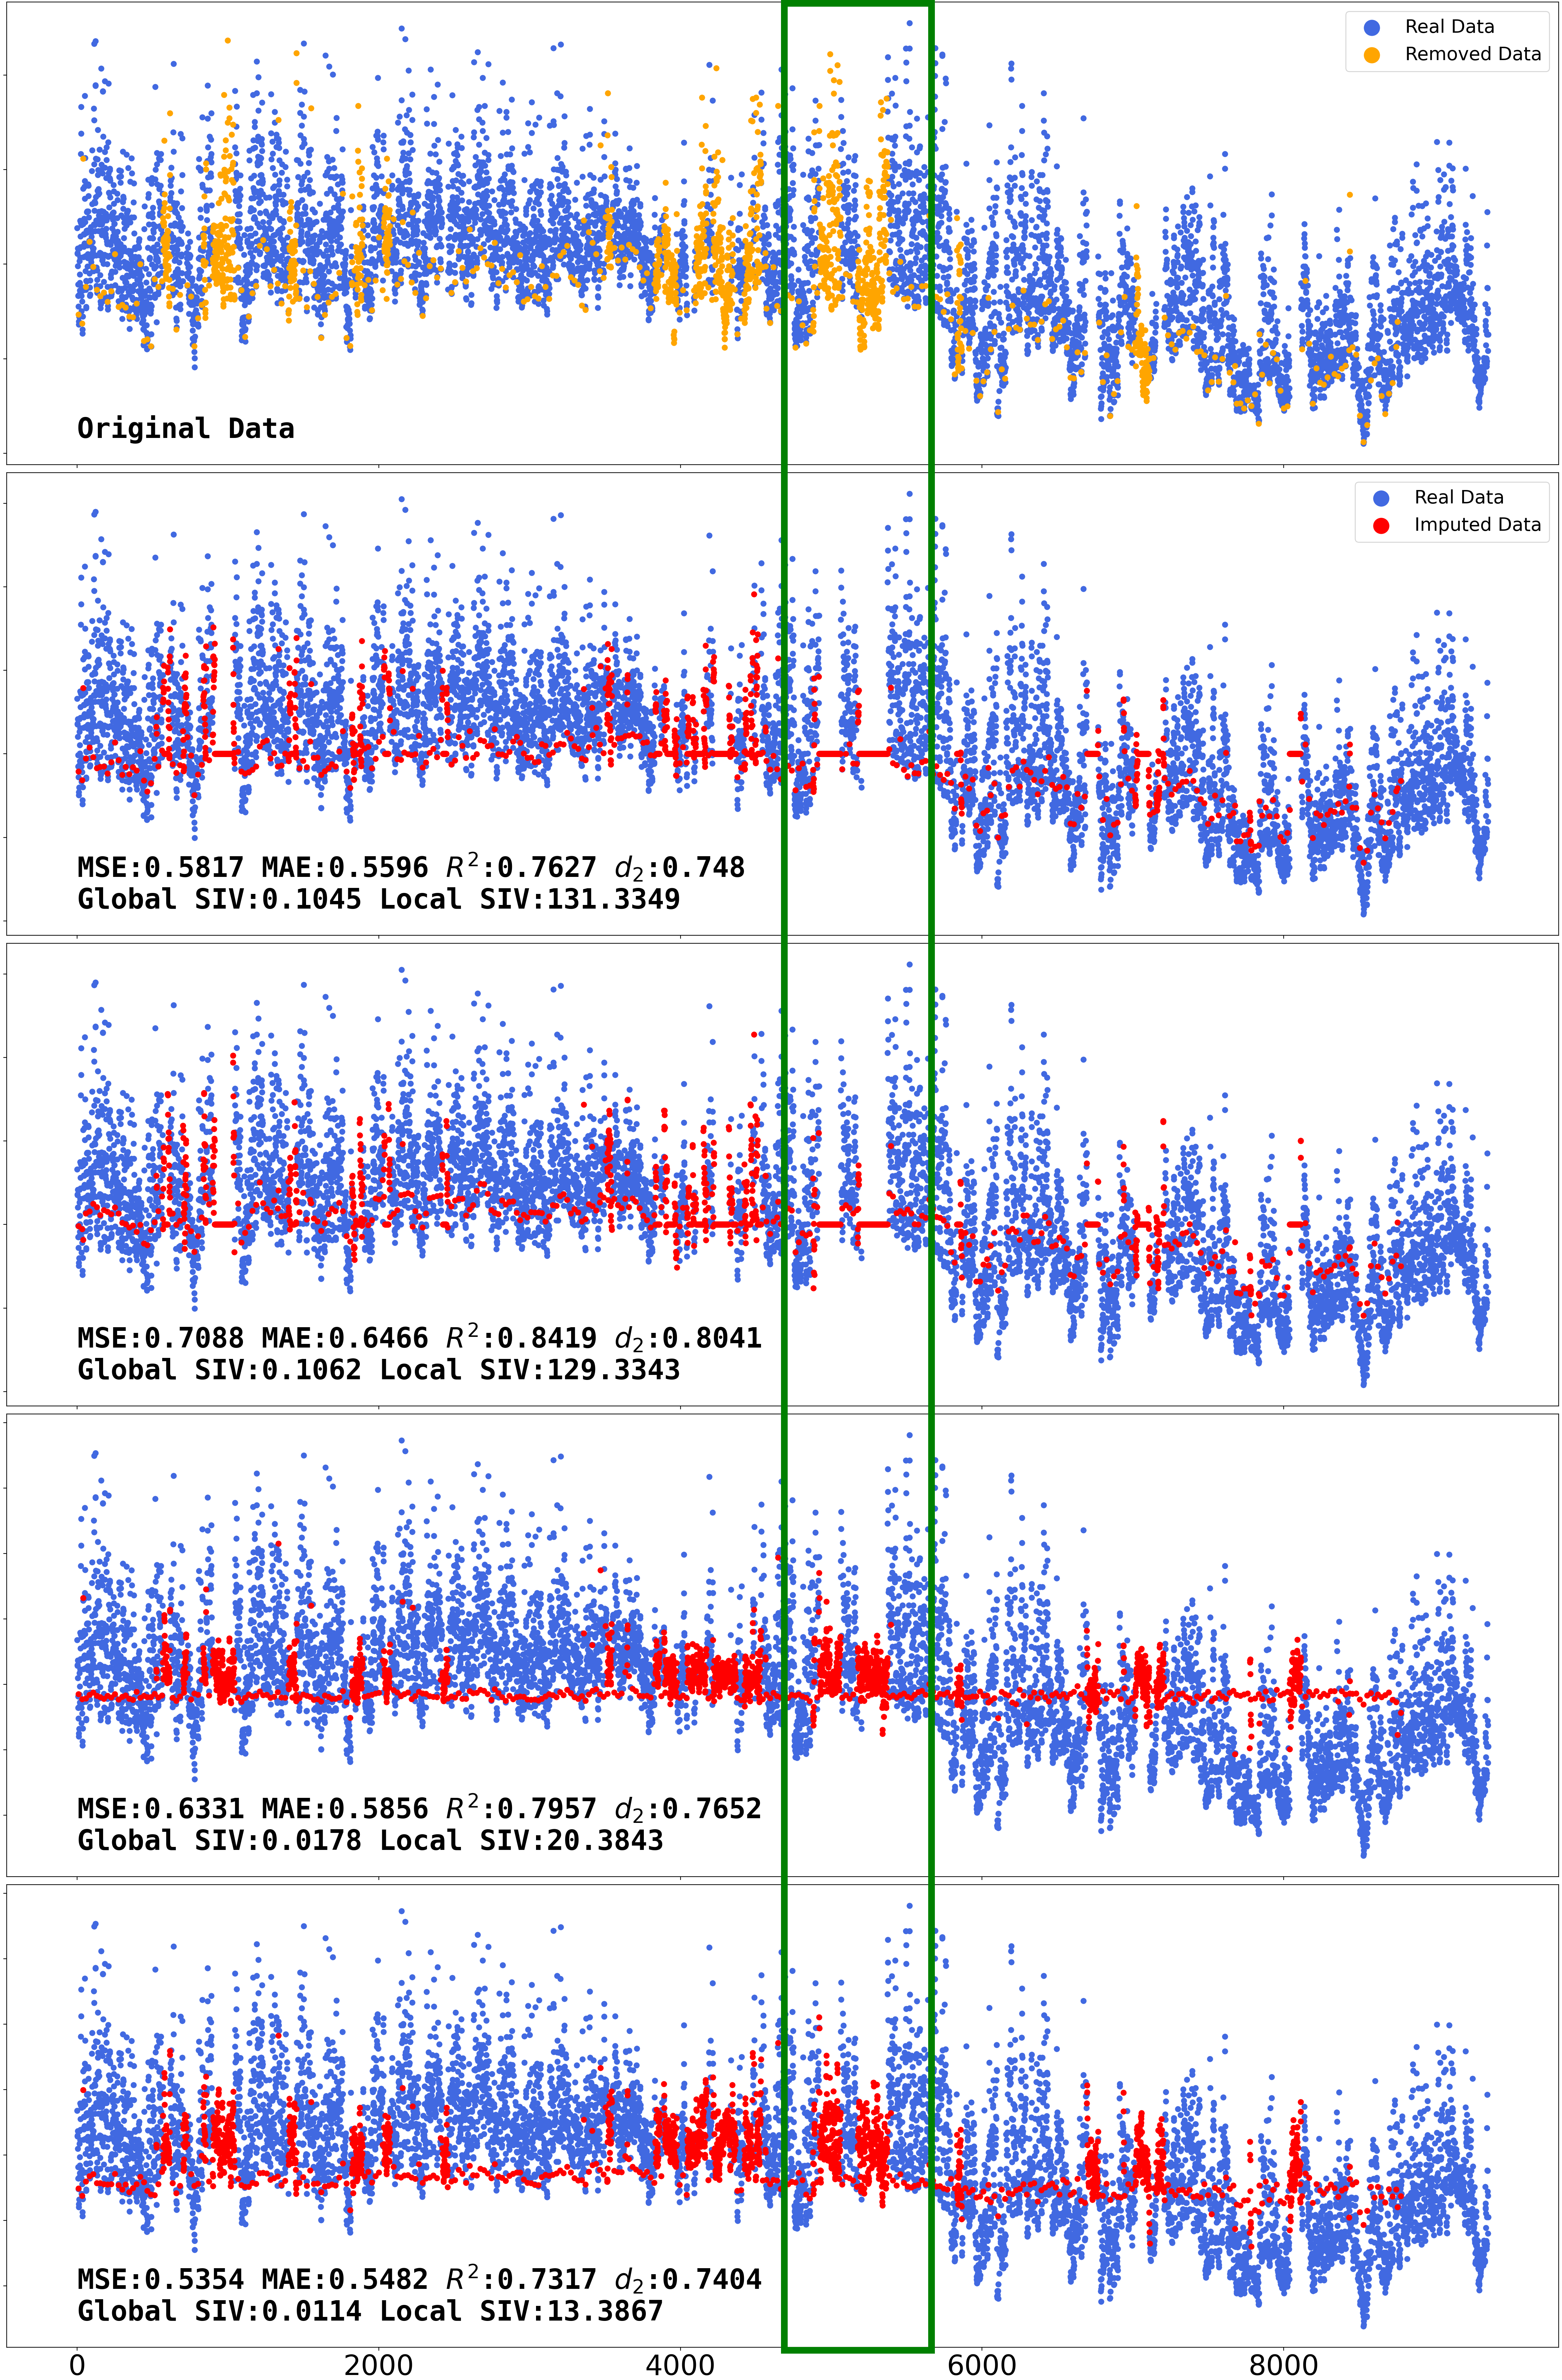 Real Data
Removed Data
Original Data
Real Data
Imputed Data
MSE:0.5817 MAE:0.5596 R²:0.7627 d₂:0.748
Global SIV:0.1045 Local SIV:131.3349
MSE:0.7088 MAE:0.6466 R²:0.8419 d₂:0.8041
Global SIV:0.1062 Local SIV:129.3343
MSE:0.6331 MAE:0.5856 R²:0.7957 d₂:0.7652
Global SIV:0.0178 Local SIV:20.3843
MSE:0.5354 MAE:0.5482 R²:0.7317 d₂:0.7404
Global SIV:0.0114 Local SIV:13.3867
0 2000 4000 6000 8000